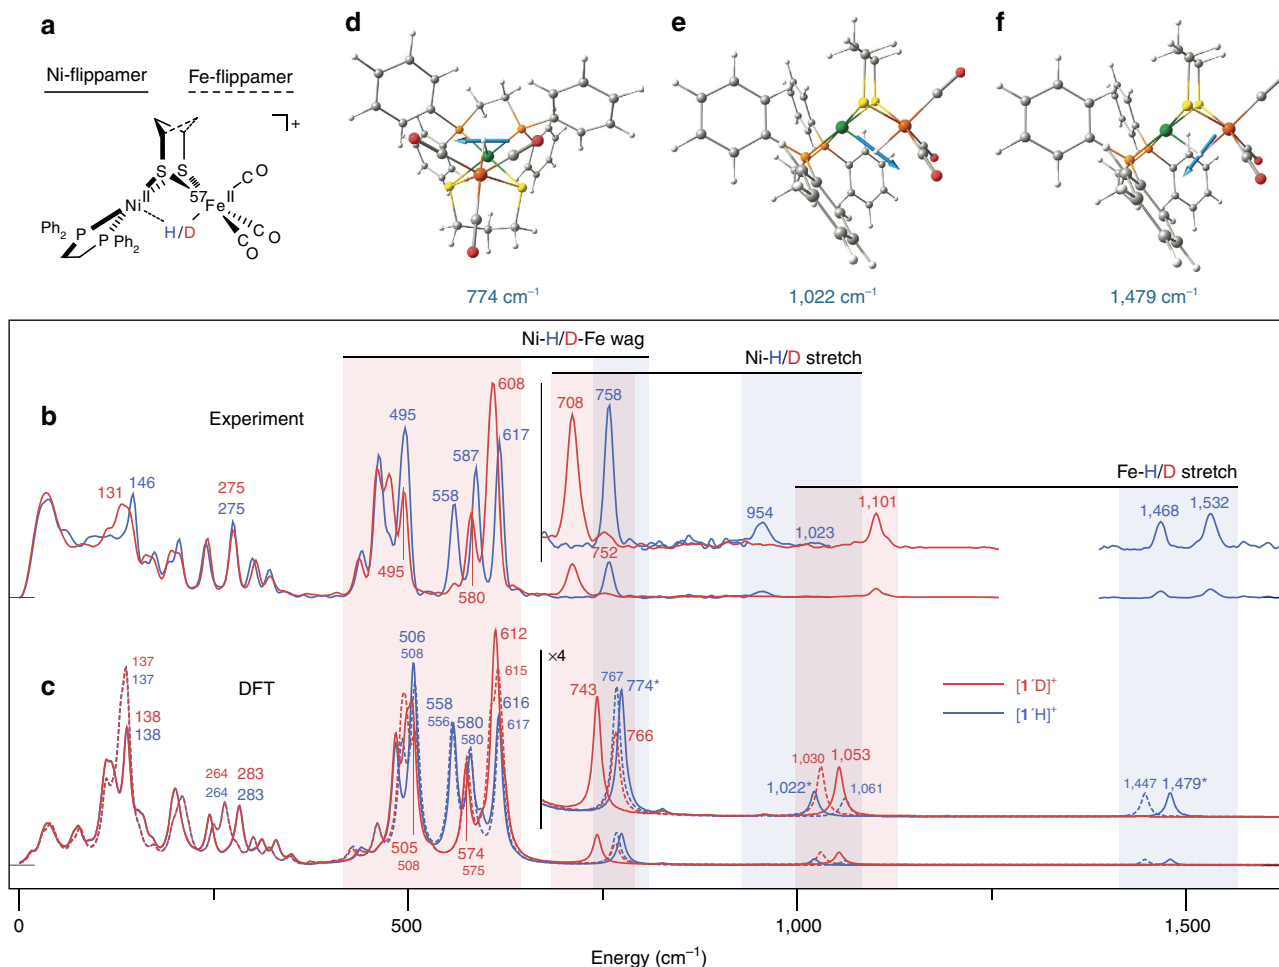 a
Ni-flippamer
Fe-flippamer
+
S
S
57
II
II
Ni
Fe
CO
CO
CO
H/D
Ph2
P
P
Ph2
d
774 cm−1
e
1,022 cm−1
f
1,479 cm−1
Ni-H/D-Fe wag
Ni-H/D stretch
Fe-H/D stretch
b
Experiment
131
146
275
275
495
495
558
587
580
608
617
708
758
752
954
1,023
1,101
1,468
1,532
c
DFT
137
137
138
138
264
264
283
283
506
508
505
508
558
556
580
580
574
575
612
615
616
617
×4
743
767
774*
766
1,030
1,053
1,022*
1,061
1,447
1,479*
[1′D]+
[1′H]+
0
500
1,000
1,500
Energy (cm−1)